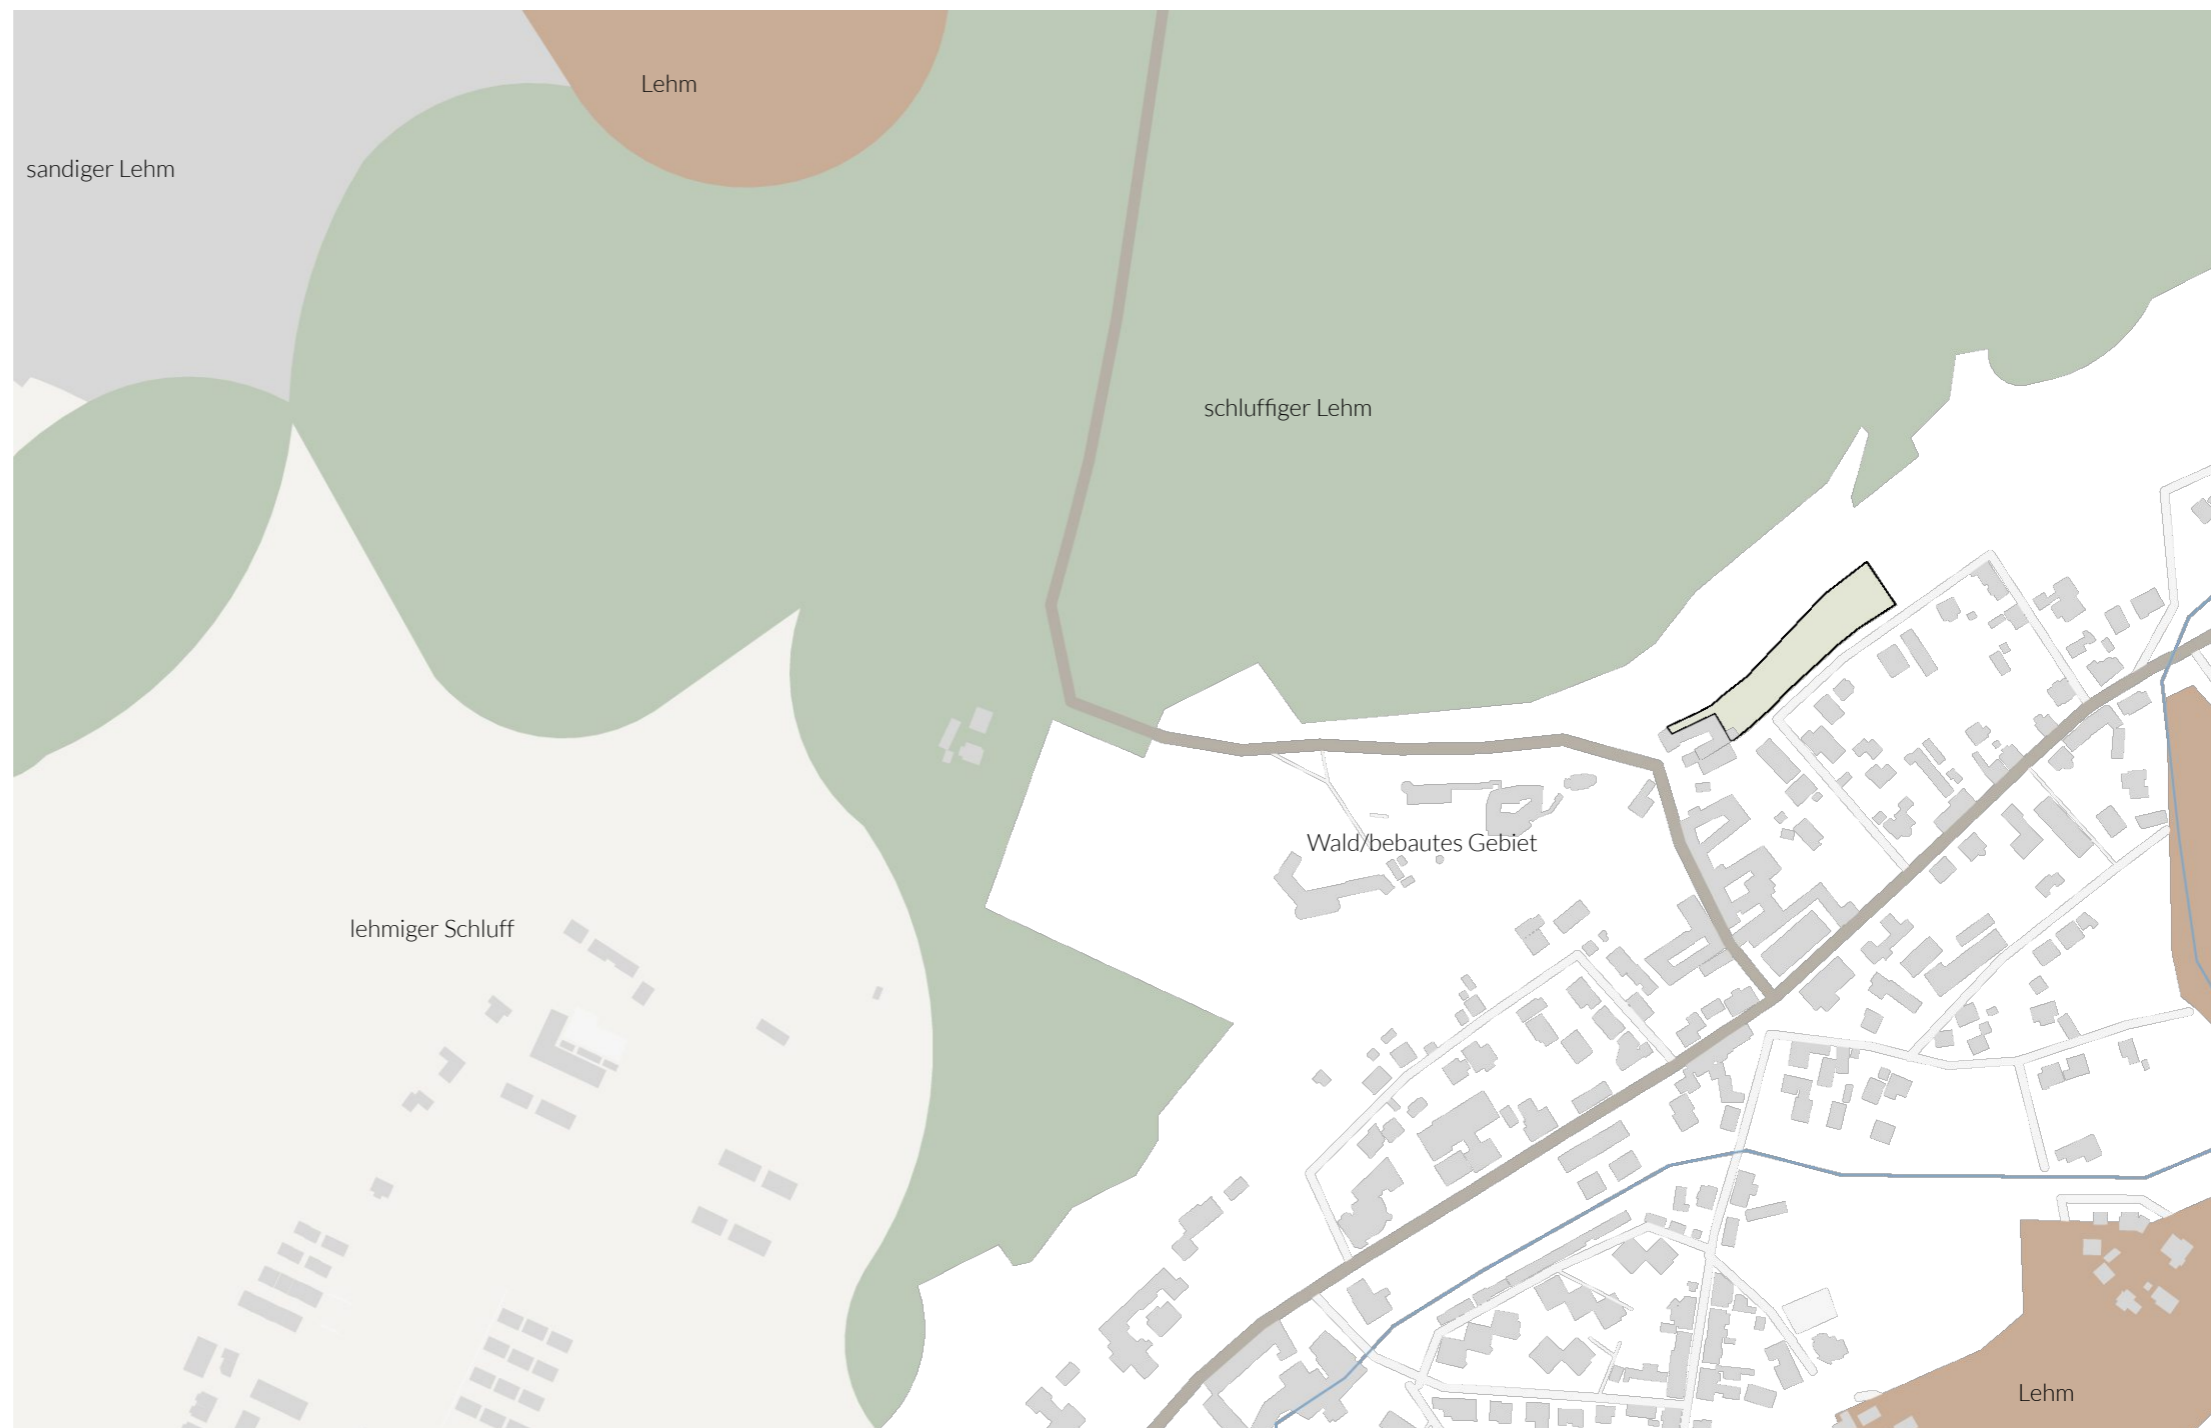 Lehm
sandiger Lehm
schluffiger Lehm
Wald/bebautes Gebiet
lehmiger Schluff
Lehm